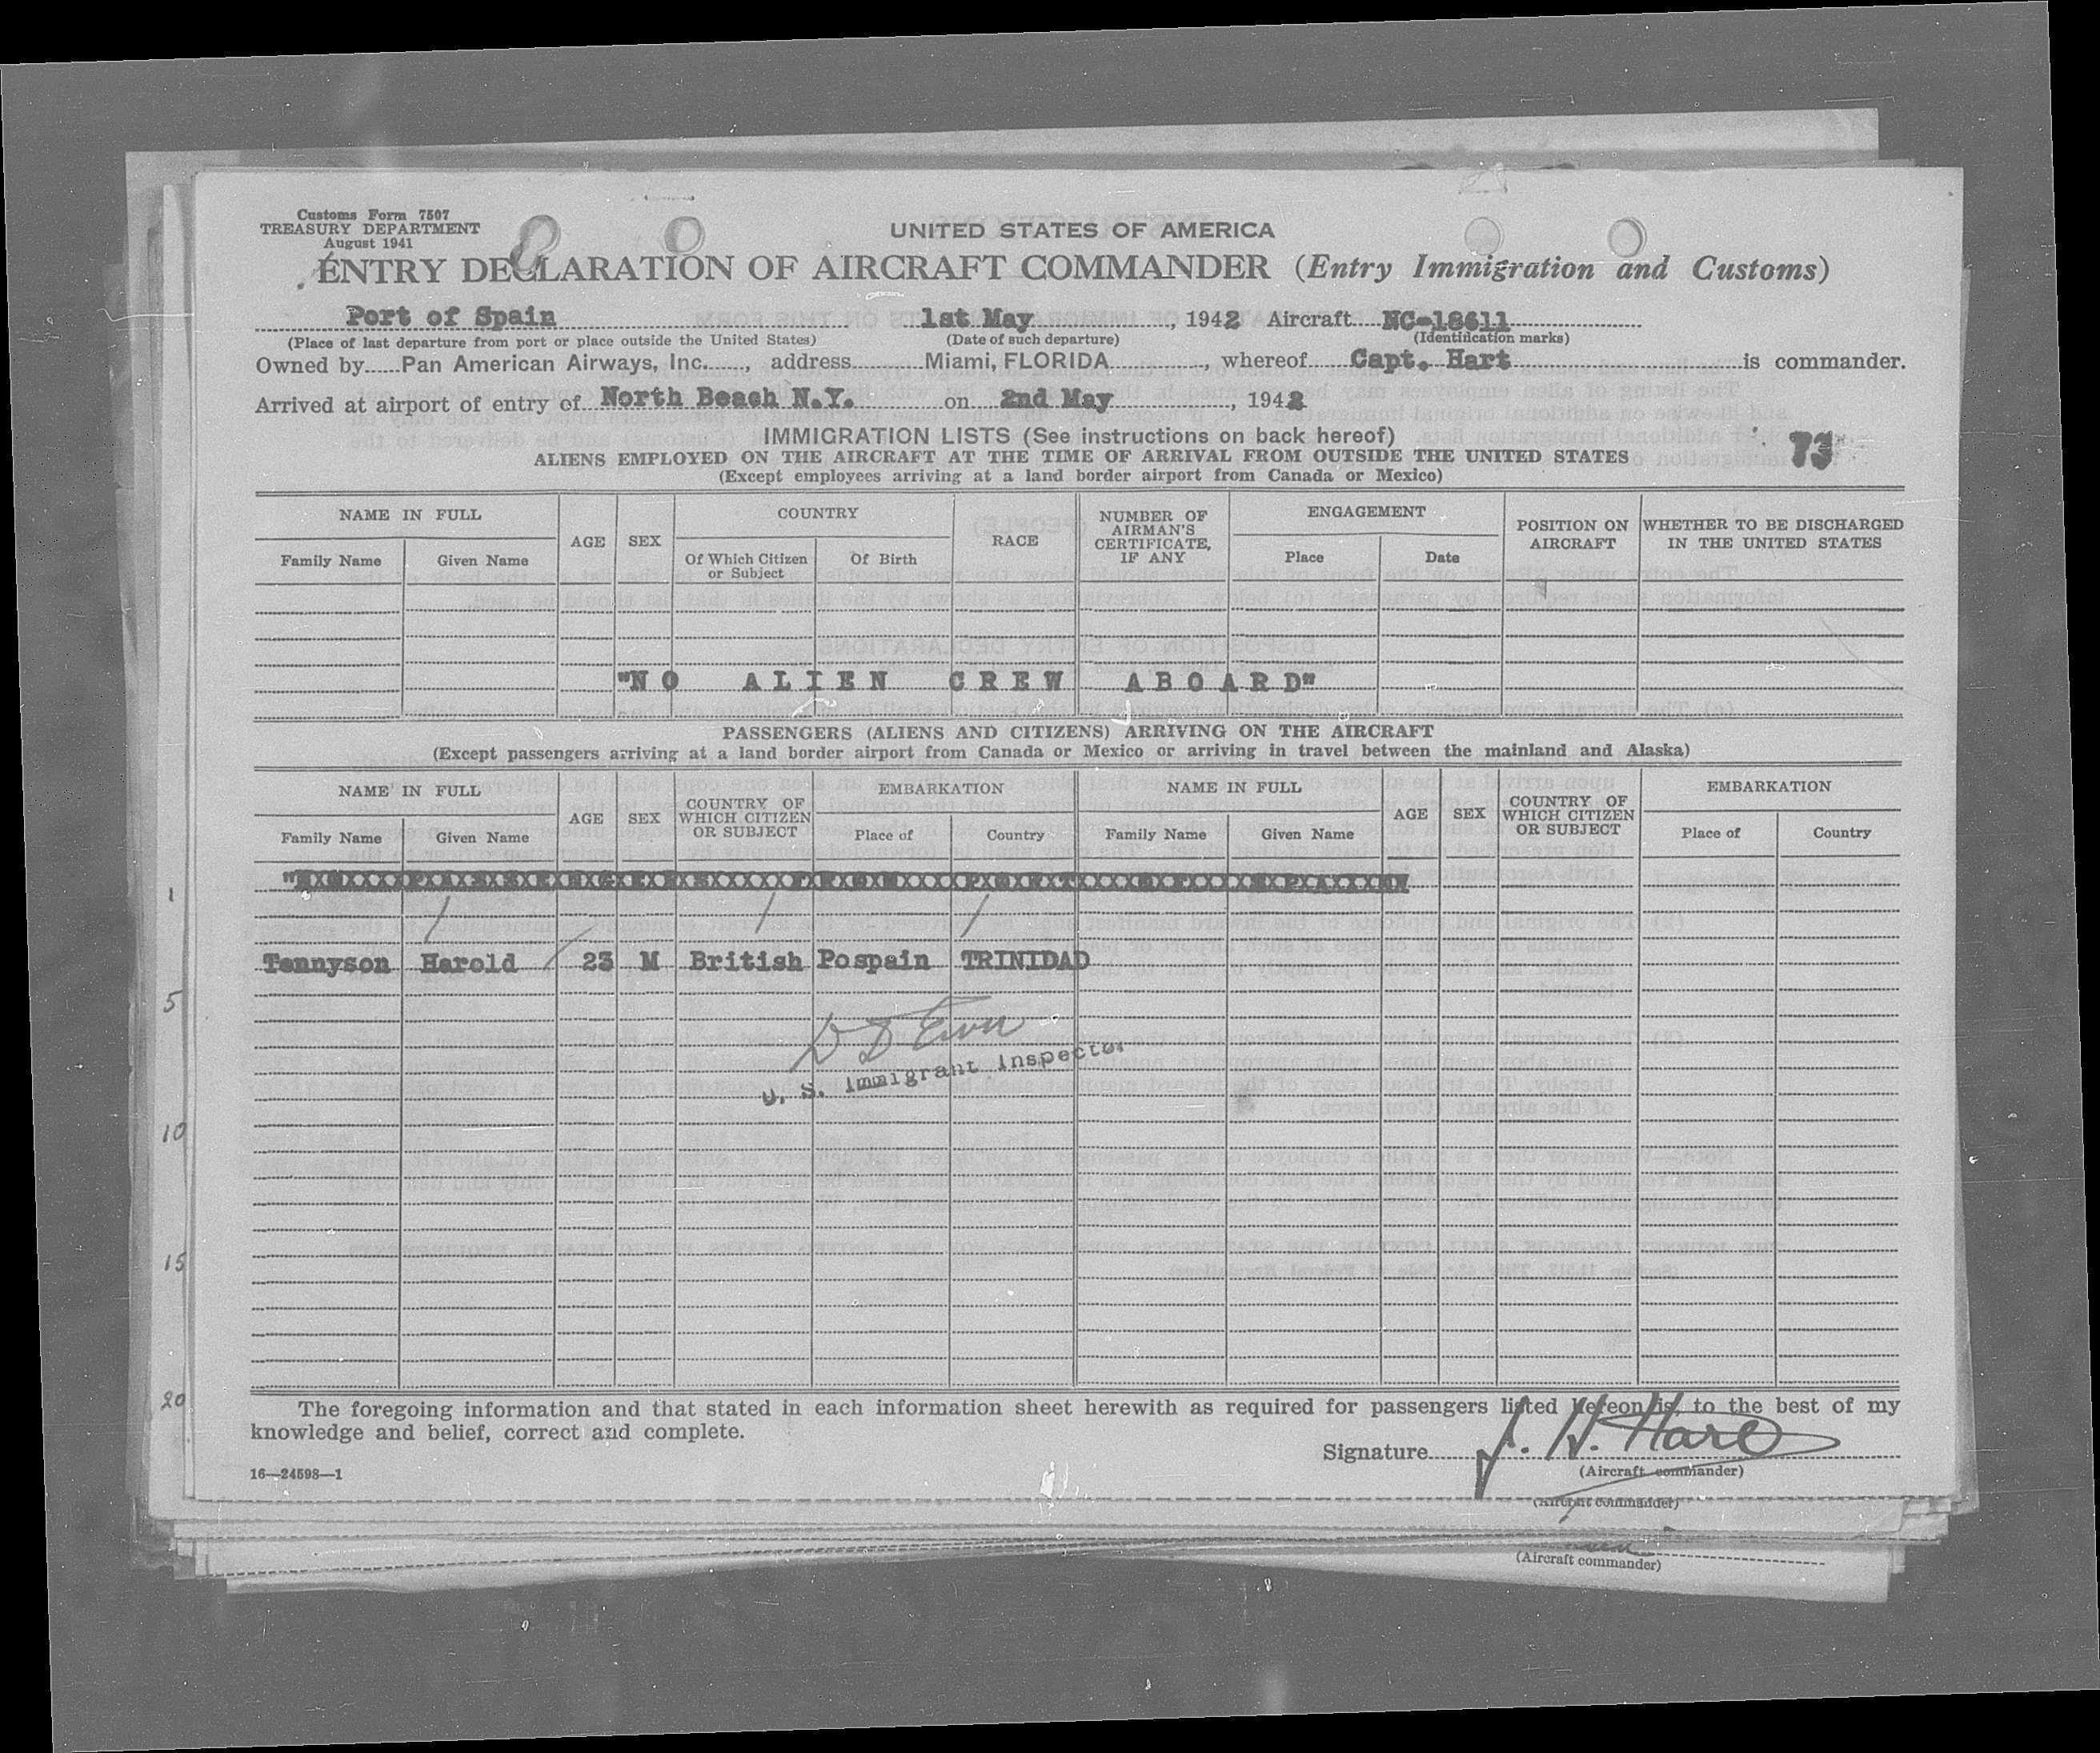 Customs Form 7507
TREASURY DEPARTMENT
August 1941
UNITED STATES OF AMERICA
ENTRY DECLARATION OF AIRCRAFT COMMANDER (Entry Immigration and Customs)
Port of Spain 1st May, 1942 Aircraft NC-18611
(Place of last departure from port or place outside the United States) (Date of such departure) (Identification marks)
Owned by Pan American Airways, Inc., address Miami, FLORIDA, whereof Capt. Hart is commander.
Arrived at airport of entry of North Beach N.Y. on 2nd May, 1942
IMMIGRATION LISTS (See instructions on back hereof)
73
ALIENS EMPLOYED ON THE AIRCRAFT AT THE TIME OF ARRIVAL FROM OUTSIDE THE UNITED STATES
(Except employees arriving at a land border airport from Canada or Mexico)
NAME IN FULL AGE SEX COUNTRY RACE NUMBER OF AIRMAN'S CERTIFICATE, IF ANY ENGAGEMENT POSITION ON AIRCRAFT WHETHER TO BE DISCHARGED IN THE UNITED STATES
Family Name Given Name Of Which Citizen or Subject Of Birth Place Date
"NO ALIEN CREW ABOARD"
PASSENGERS (ALIENS AND CITIZENS) ARRIVING ON THE AIRCRAFT
(Except passengers arriving at a land border airport from Canada or Mexico or arriving in travel between the mainland and Alaska)
NAME IN FULL AGE SEX COUNTRY OF WHICH CITIZEN OR SUBJECT EMBARKATION NAME IN FULL AGE SEX COUNTRY OF WHICH CITIZEN OR SUBJECT EMBARKATION
Family Name Given Name Place of Country Family Name Given Name Place of Country
1
Tennyson Harold 23 M British Pospain TRINIDAD
5
U. S. Immigrant Inspector
10
15
20
The foregoing information and that stated in each information sheet herewith as required for passengers listed hereon is, to the best of my
knowledge and belief, correct and complete.
Signature J. H. Hart
(Aircraft commander)
16—24598—1
(Aircraft commander)
(Aircraft commander)